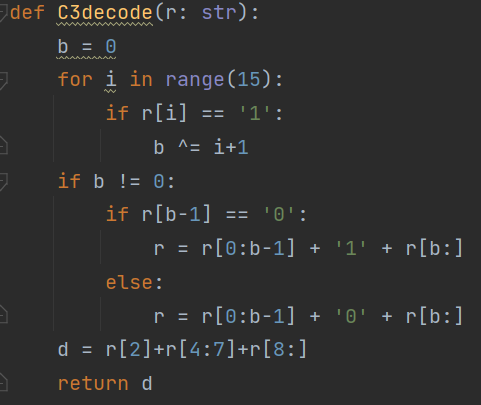 def C3decode(r: str):
    b = 0
    for i in range(15):
        if r[i] == '1':
            b ^= i+1
    if b != 0:
        if r[b-1] == '0':
            r = r[0:b-1] + '1' + r[b:]
        else:
            r = r[0:b-1] + '0' + r[b:]
    d = r[2]+r[4:7]+r[8:]
    return d